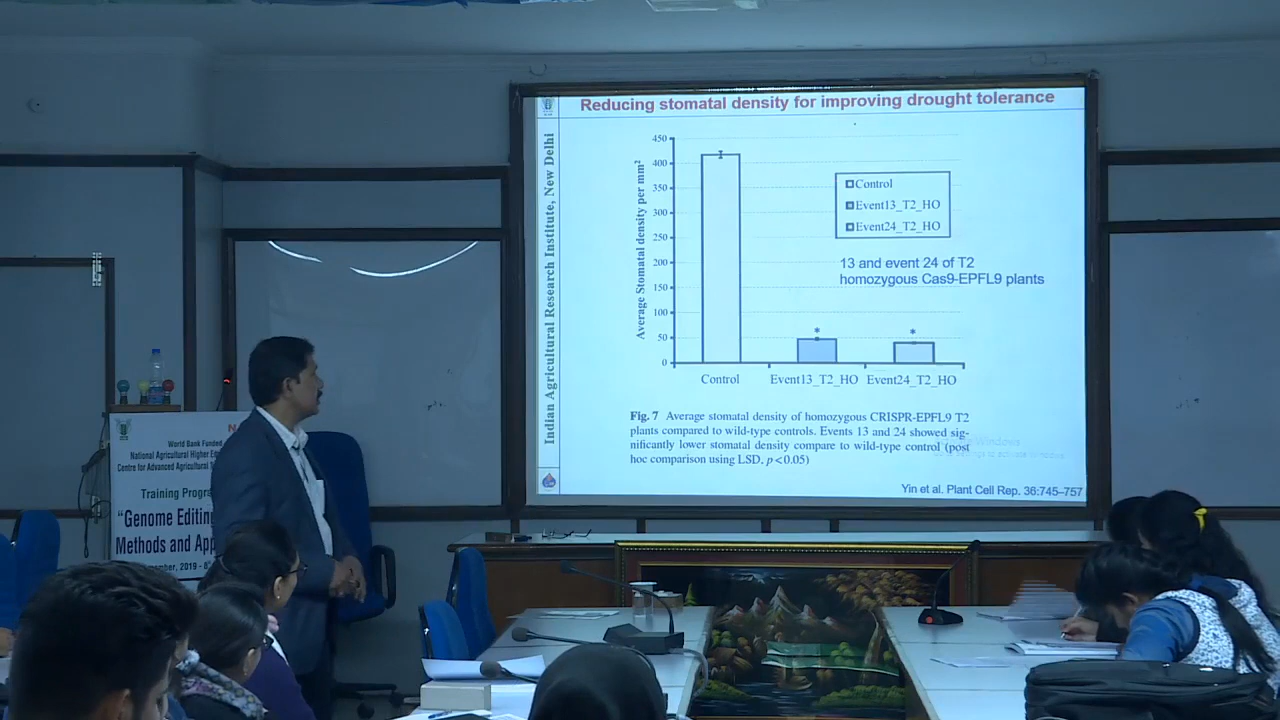 Reducing stomatal density for improving drought tolerance
Indian Agricultural Research Institute, New Delhi
Average Stomatal density per mm²
450
400
350
300
250
200
150
100
50
0
Control
Event13_T2_HO
Event24_T2_HO
13 and event 24 of T2
homozygous Cas9-EPFL9 plants
*
*
Control
Event13_T2_HO
Event24_T2_HO
Fig. 7 Average stomatal density of homozygous CRISPR-EPFL9 T2
plants compared to wild-type controls. Events 13 and 24 showed sig-
nificantly lower stomatal density compare to wild-type control (post
hoc comparison using LSD, p<0.05)
Yin et al. Plant Cell Rep. 36:745–757
N
World Bank Funded
National Agricultural Higher E
Centre for Advanced Agricultural
Training Progra
"Genome Editing
Methods and App
ember, 2019 -